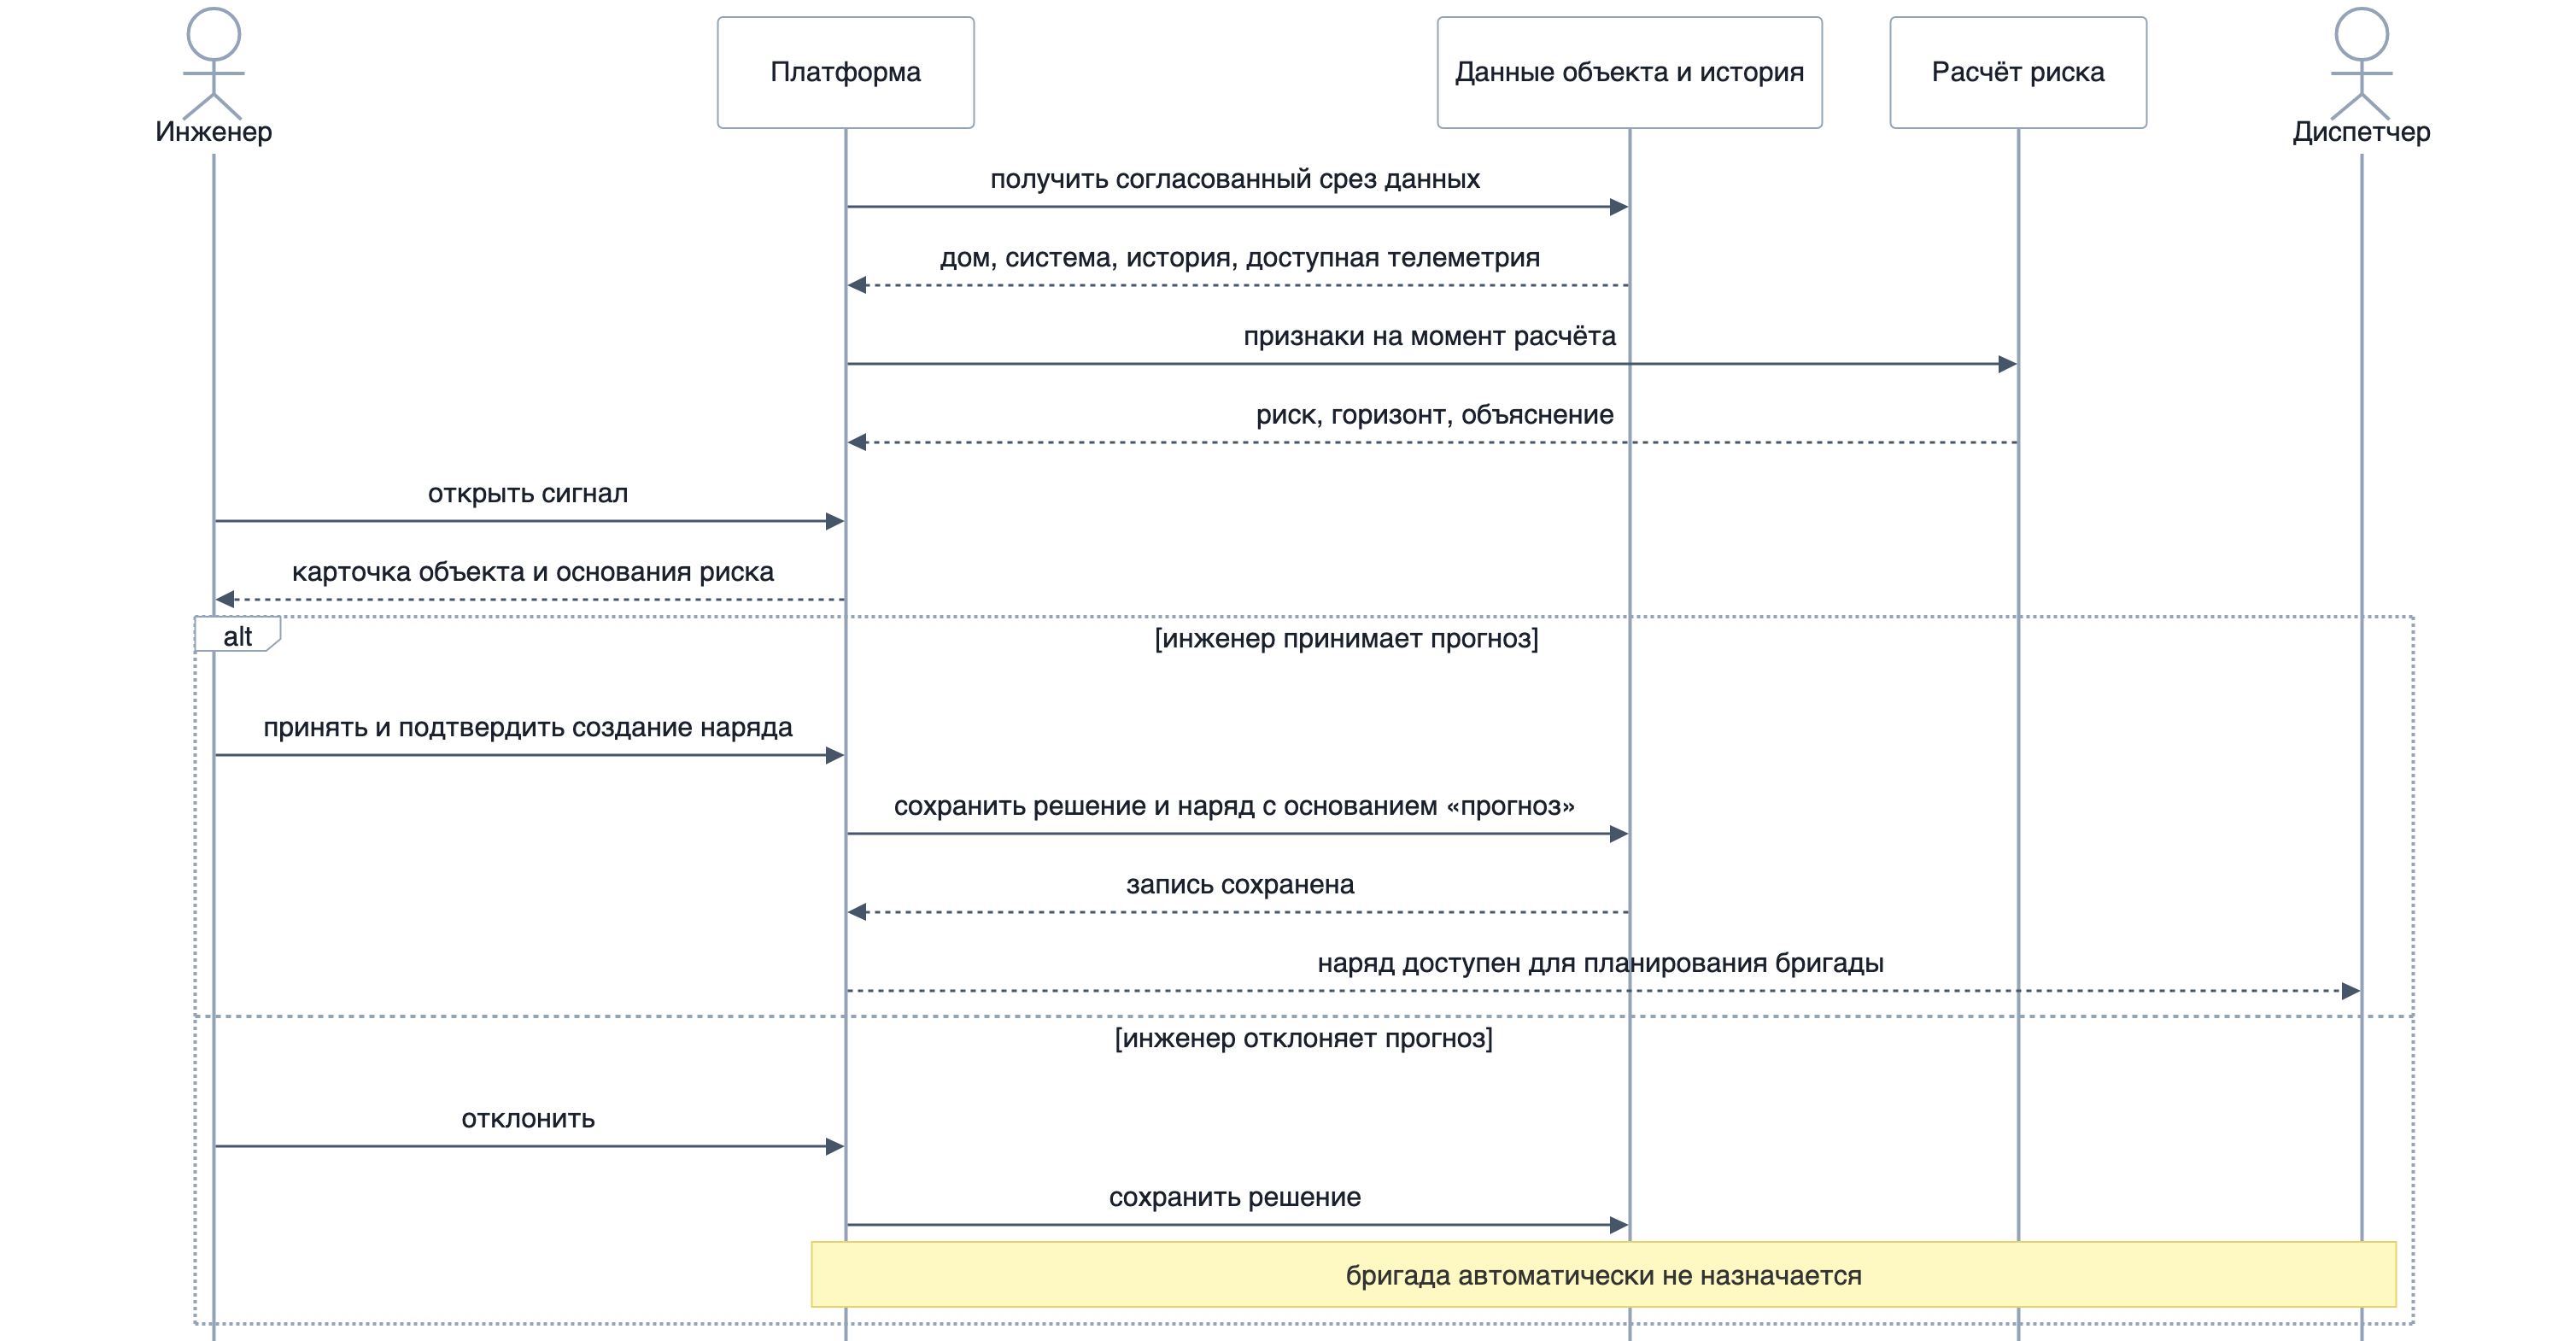 Инженер
Платформа
Данные объекта и история
Расчёт риска
Диспетчер
получить согласованный срез данных
дом, система, история, доступная телеметрия
признаки на момент расчёта
риск, горизонт, объяснение
открыть сигнал
карточка объекта и основания риска
alt
[инженер принимает прогноз]
принять и подтвердить создание наряда
сохранить решение и наряд с основанием «прогноз»
запись сохранена
наряд доступен для планирования бригады
[инженер отклоняет прогноз]
отклонить
сохранить решение
бригада автоматически не назначается